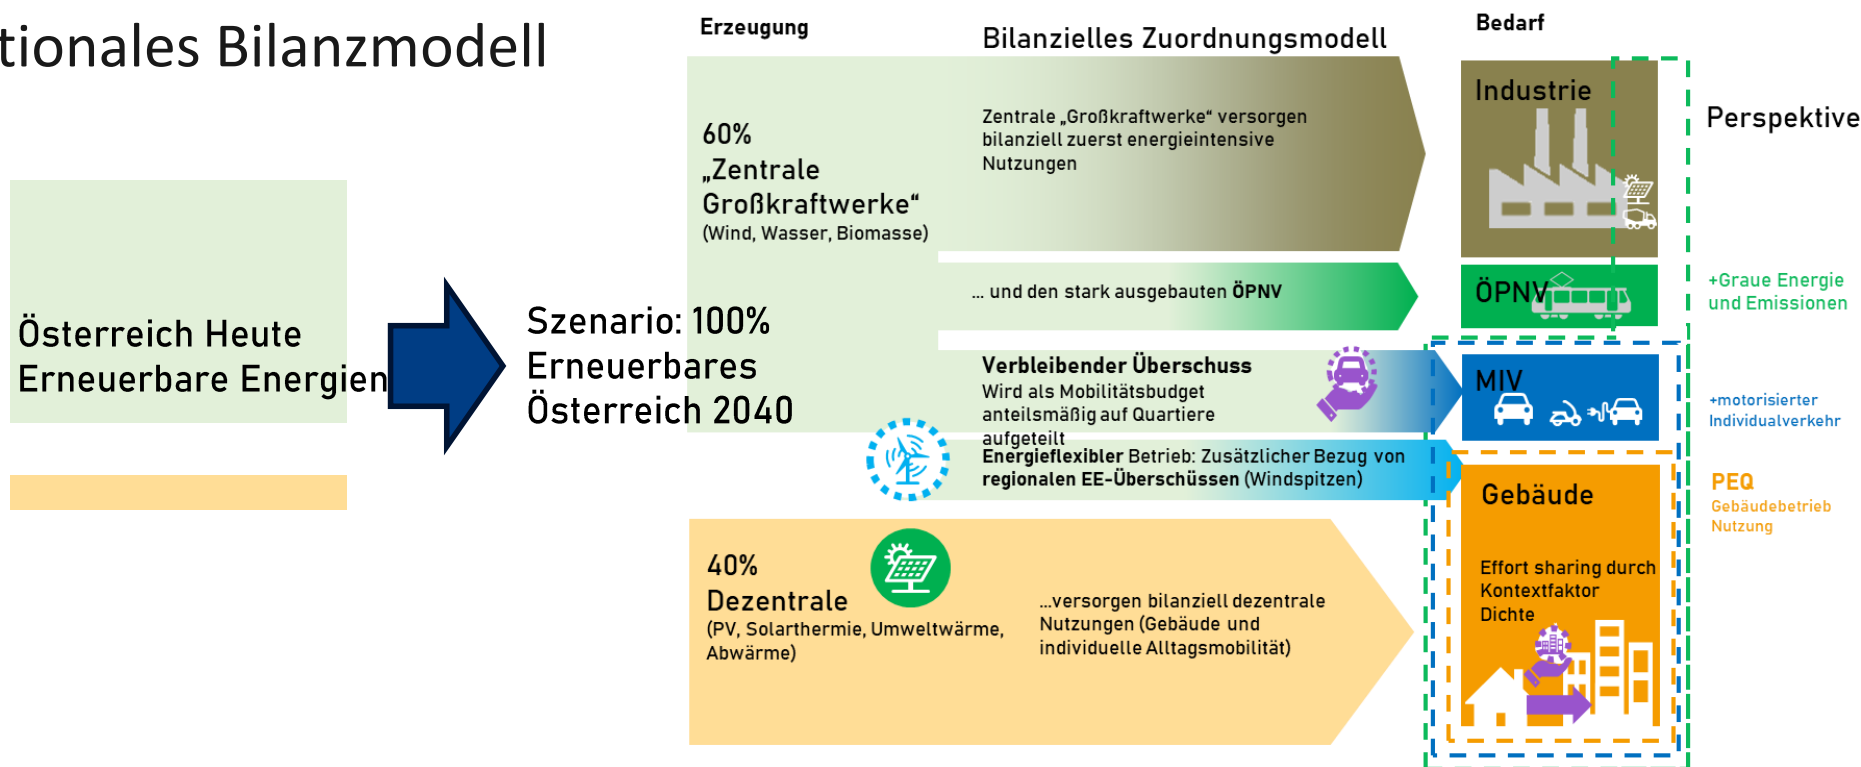 tionales Bilanzmodell
Österreich Heute
Erneuerbare Energien
Szenario: 100%
Erneuerbares
Österreich 2040
Erzeugung
60%
„Zentrale
Großkraftwerke“
(Wind, Wasser, Biomasse)
40%
Dezentrale
(PV, Solarthermie, Umweltwärme,
Abwärme)
Bilanzielles Zuordnungsmodell
Zentrale „Großkraftwerke“ versorgen
bilanziell zuerst energieintensive
Nutzungen
... und den stark ausgebauten ÖPNV
Verbleibender Überschuss
Wird als Mobilitätsbudget
anteilsmäßig auf Quartiere
aufgeteilt
Energieflexibler Betrieb: Zusätzlicher Bezug von
regionalen EE-Überschüssen (Windspitzen)
...versorgen bilanziell dezentrale
Nutzungen (Gebäude und
individuelle Alltagsmobilität)
Bedarf
Industrie
ÖPNV
MIV
Gebäude
Effort sharing durch
Kontextfaktor
Dichte
Perspektive
+Graue Energie
und Emissionen
+motorisierter
Individualverkehr
PEQ
Gebäudebetrieb
Nutzung